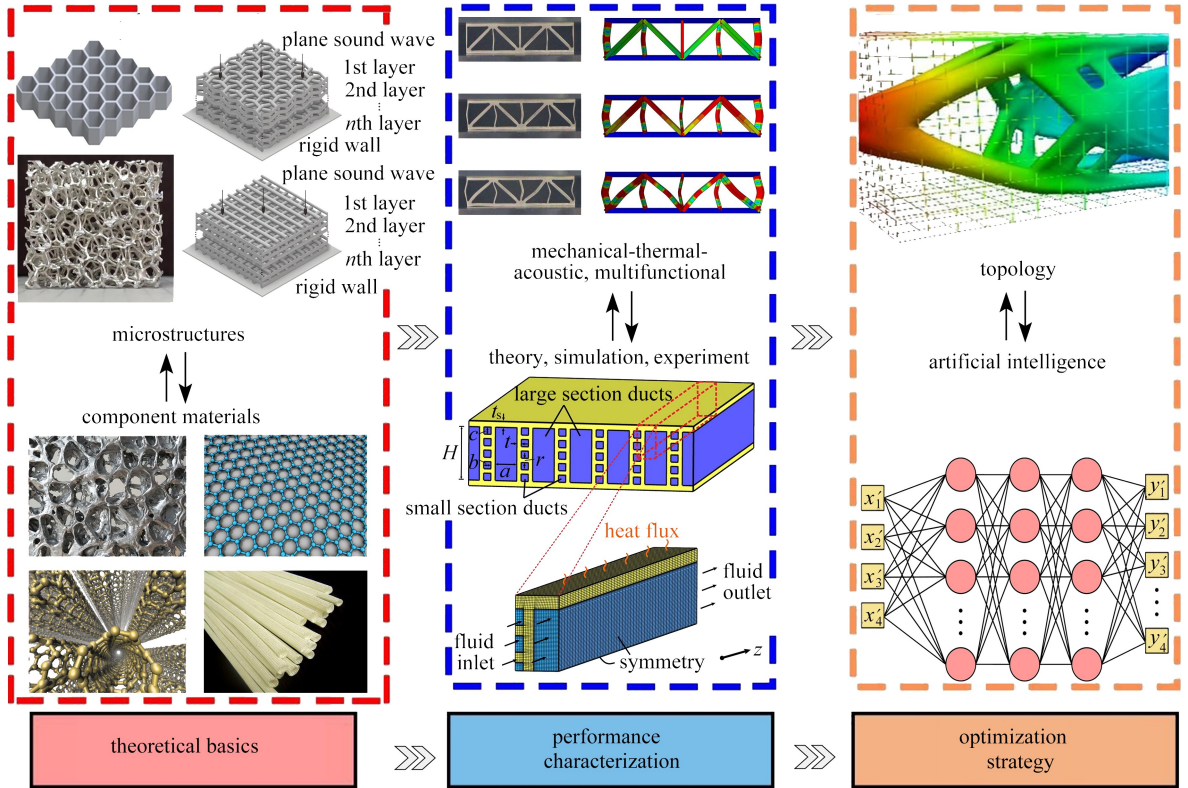 plane sound wave
1st layer
2nd layer
⋮
nth layer
rigid wall
plane sound wave
1st layer
2nd layer
⋮
nth layer
rigid wall
microstructures
component materials
theoretical basics
mechanical-thermal-
acoustic, multifunctional
theory, simulation, experiment
large section ducts
c
t
H
b
a
r
small section ducts
heat flux
fluid
outlet
fluid
inlet
symmetry
z
performance
characterization
topology
artificial intelligence
x′1
x′2
x′3
x′4
y′1
y′2
y′3
⋮
y′4
optimization
strategy